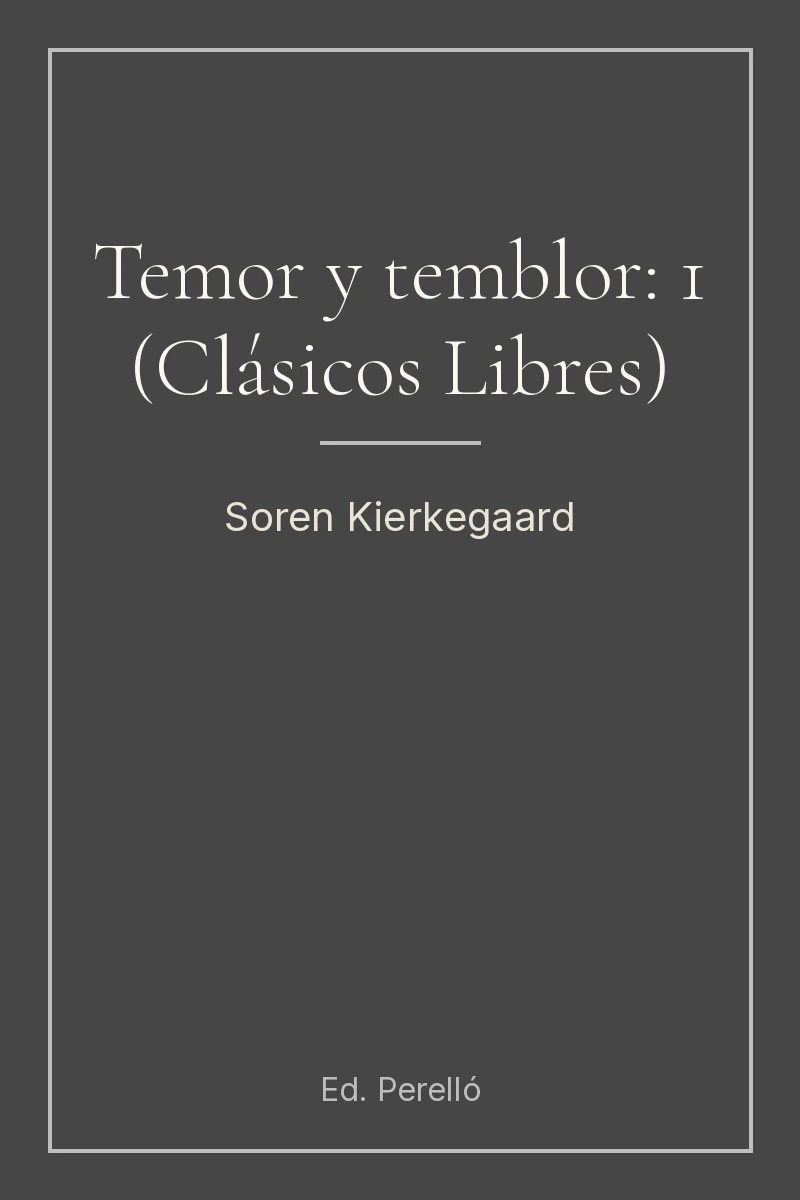 Temor y temblor: 1
(Clásicos Libres)
Soren Kierkegaard
Ed. Perelló